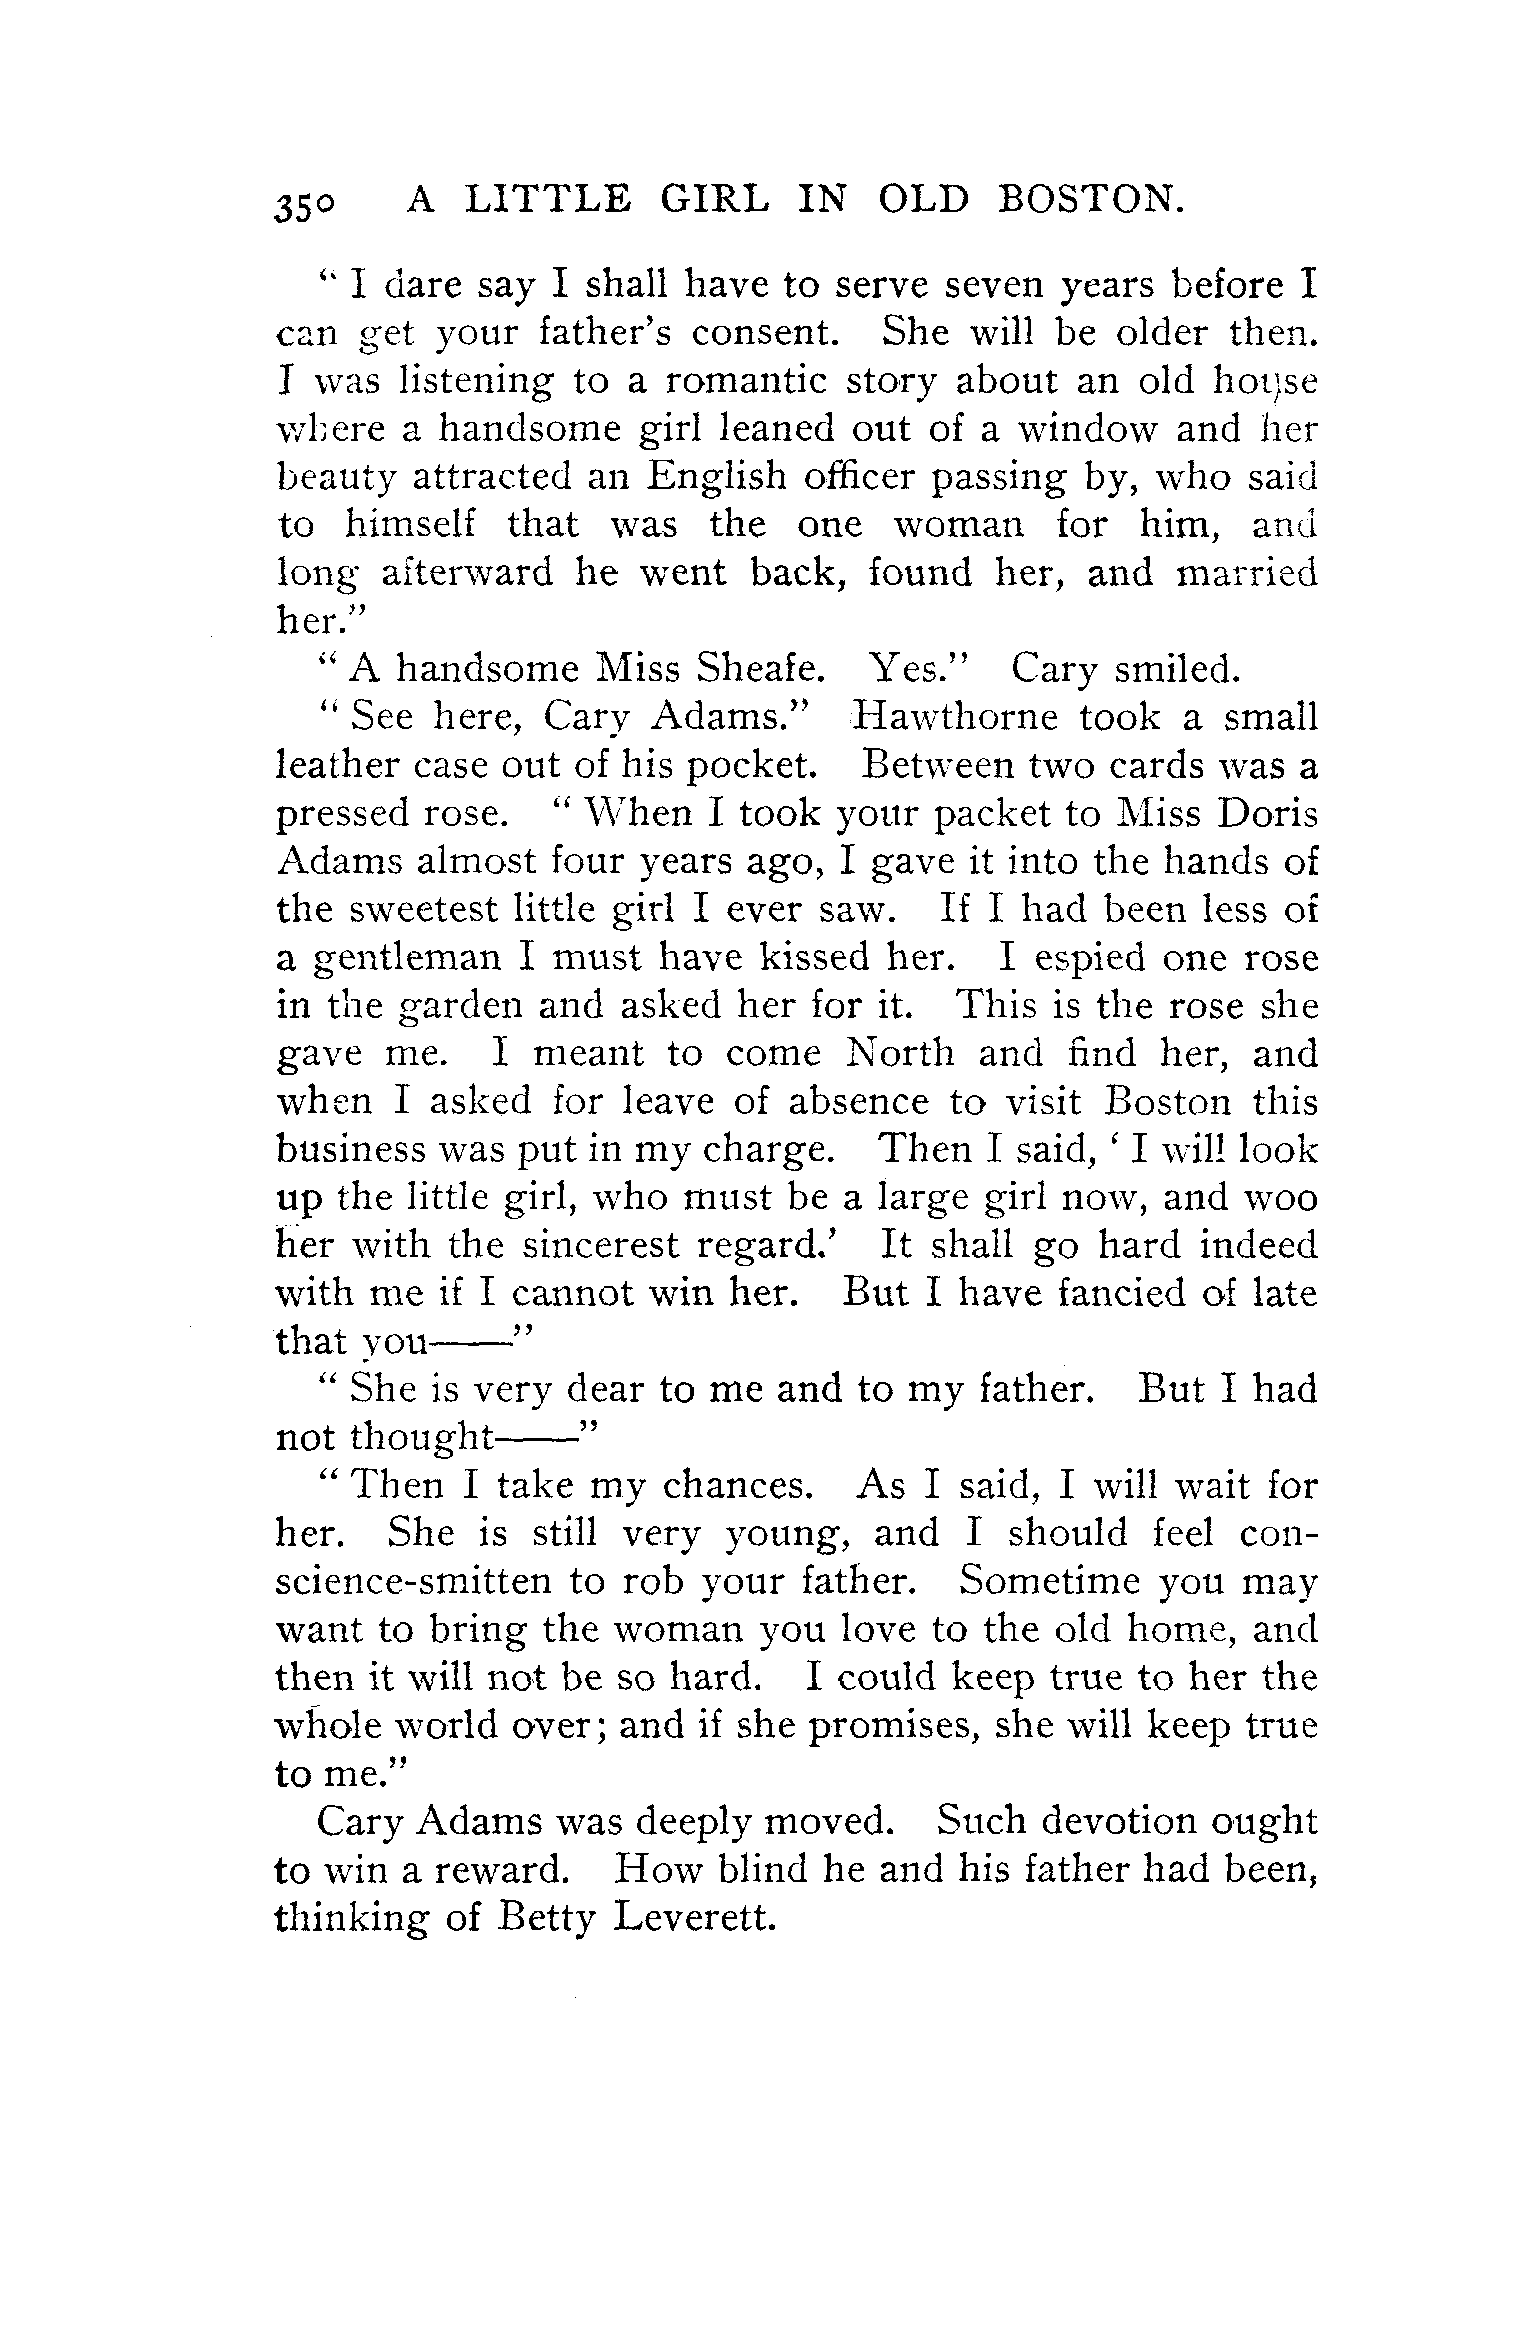 350 A LITTLE GIRL IN OLD BOSTON.
" I dare say I shall have to serve seven years before I
can get your father's consent. She will be older then.
I was listening to a romantic story about an old house
where a handsome girl leaned out of a window and her
beauty attracted an English officer passing by, who said
to himself that was the one woman for him, and
long afterward he went back, found her, and married
her."
" A handsome Miss Sheafe. Yes." Cary smiled.
" See here, Cary Adams." Hawthorne took a small
leather case out of his pocket. Between two cards was a
pressed rose. " When I took your packet to Miss Doris
Adams almost four years ago, I gave it into the hands of
the sweetest little girl I ever saw. If I had been less of
a gentleman I must have kissed her. I espied one rose
in the garden and asked her for it. This is the rose she
gave me. I meant to come North and find her, and
when I asked for leave of absence to visit Boston this
business was put in my charge. Then I said, ' I will look
up the little girl, who must be a large girl now, and woo
her with the sincerest regard.' It shall go hard indeed
with me if I cannot win her. But I have fancied of late
that you——"
" She is very dear to me and to my father. But I had
not thought——"
" Then I take my chances. As I said, I will wait for
her. She is still very young, and I should feel con-
science-smitten to rob your father. Sometime you may
want to bring the woman you love to the old home, and
then it will not be so hard. I could keep true to her the
whole world over; and if she promises, she will keep true
to me."
Cary Adams was deeply moved. Such devotion ought
to win a reward. How blind he and his father had been,
thinking of Betty Leverett.